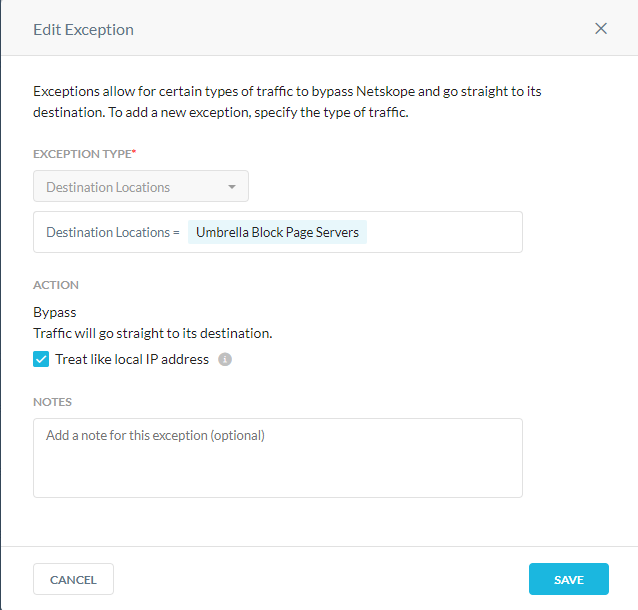 Edit Exception
Exceptions allow for certain types of traffic to bypass Netskope and go straight to its
destination. To add a new exception, specify the type of traffic.
EXCEPTION TYPE*
Destination Locations
Destination Locations = Umbrella Block Page Servers
ACTION
Bypass
Traffic will go straight to its destination.
Treat like local IP address
NOTES
Add a note for this exception (optional)
CANCEL
SAVE